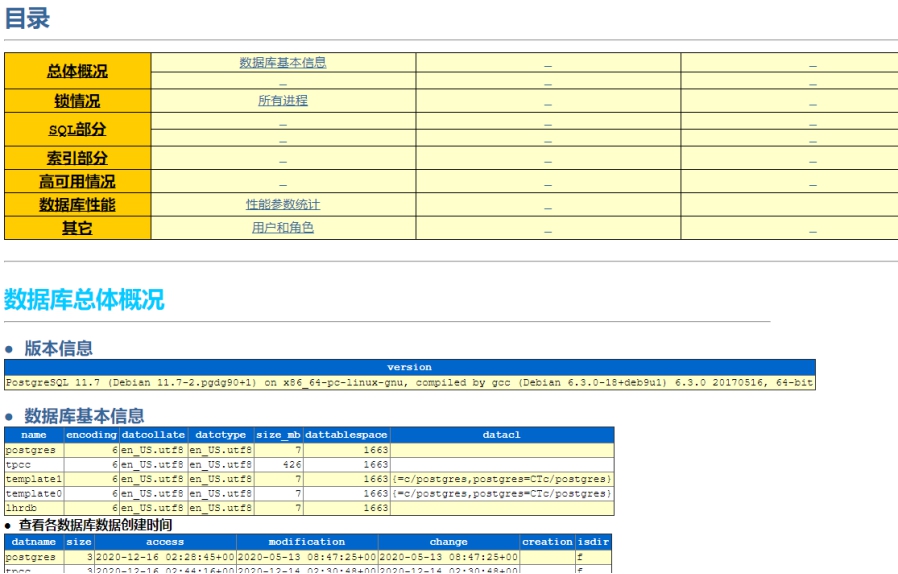 目录
总体概况 数据库基本信息 _ _
_ _ _
锁情况 所有进程 _ _
SQL部分 _ _ _
_ _ _
索引部分 _ _ _
高可用情况 _ _ _
数据库性能 性能参数统计 _
其它 用户和角色 _ _
数据库总体概况
● 版本信息
version
PostgreSQL 11.7 (Debian 11.7-2.pgdg90+1) on x86_64-pc-linux-gnu, compiled by gcc (Debian 6.3.0-18+deb9u1) 6.3.0 20170516, 64-bit
● 数据库基本信息
name encoding datcollate datctype size_mb dattablespace datacl
postgres 6 en_US.utf8 en_US.utf8 7 1663
tpcc 6 en_US.utf8 en_US.utf8 426 1663
template1 6 en_US.utf8 en_US.utf8 7 1663 {=c/postgres,postgres=CTc/postgres}
template0 6 en_US.utf8 en_US.utf8 7 1663 {=c/postgres,postgres=CTc/postgres}
lhrdb 6 en_US.utf8 en_US.utf8 7 1663
● 查看各数据库数据创建时间
datname size access modification change creation isdir
postgres 3 2020-12-16 02:28:45+00 2020-05-13 08:47:25+00 2020-05-13 08:47:25+00 f
tpcc 3 2020-12-16 02:44:16+00 2020-12-14 02:30:48+00 2020-12-14 02:30:48+00 f